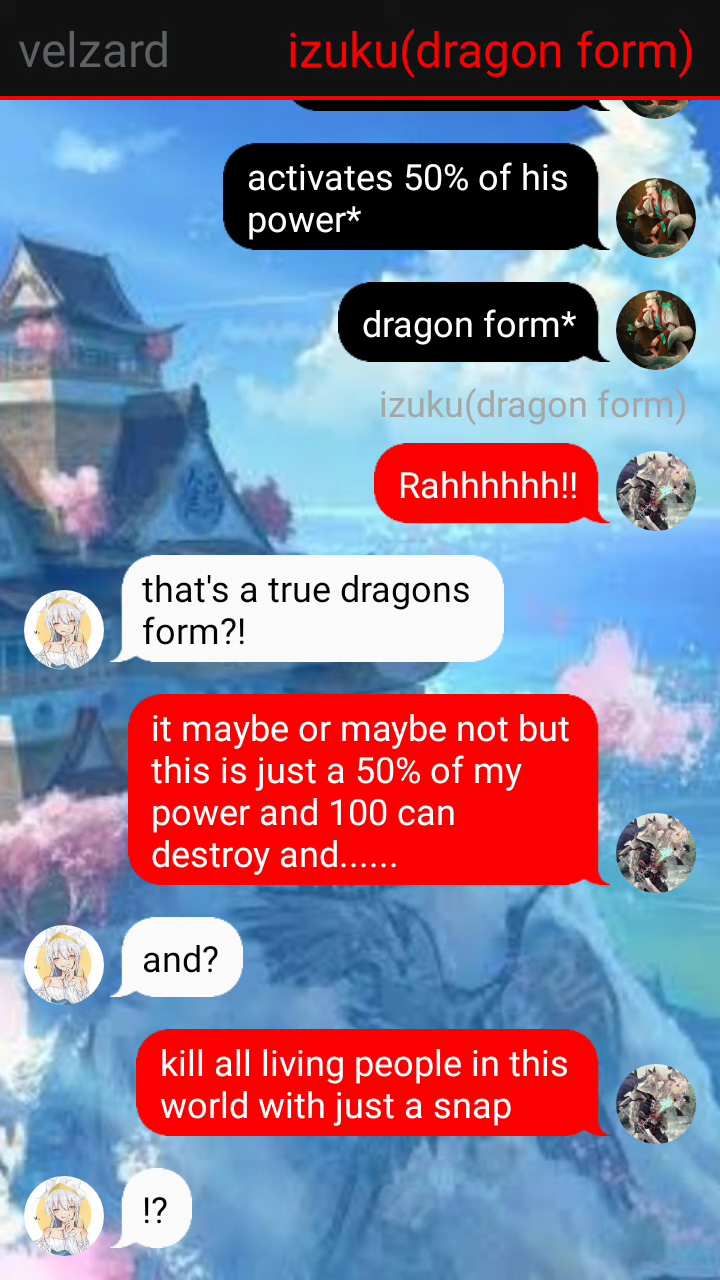 velzard
izuku(dragon form)
activates 50% of his
power*
dragon form*
izuku(dragon form)
Rahhhhhh!!
that's a true dragons
form?!
it maybe or maybe not but
this is just a 50% of my
power and 100 can
destroy and......
and?
kill all living people in this
world with just a snap
!?